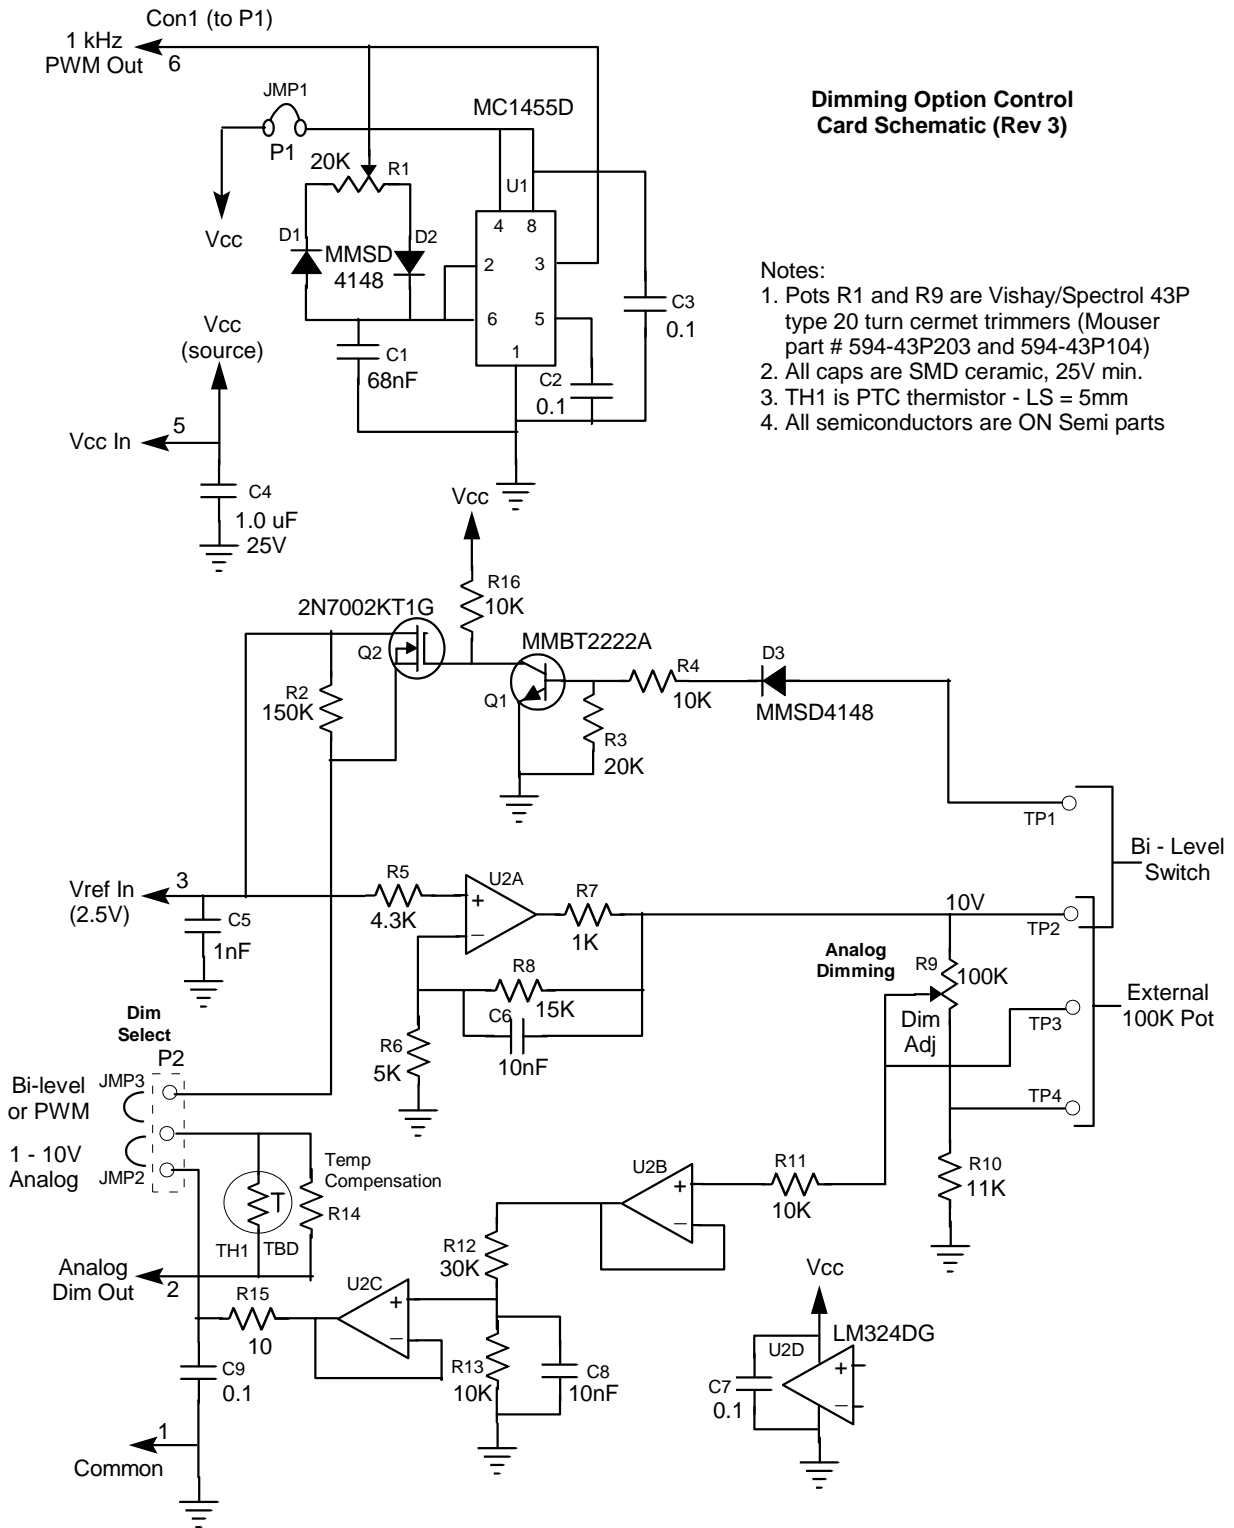 Con1 (to P1)
1 kHz
PWM Out
6
JMP1
P1
MC1455D
Dimming Option Control
Card Schematic (Rev 3)
20K
R1
U1
Vcc
D1
D2
MMSD
4148
4
8
2
3
6
5
1
C3
0.1
C1
68nF
C2
0.1
Notes:
1. Pots R1 and R9 are Vishay/Spectrol 43P
type 20 turn cermet trimmers (Mouser
part # 594-43P203 and 594-43P104)
2. All caps are SMD ceramic, 25V min.
3. TH1 is PTC thermistor - LS = 5mm
4. All semiconductors are ON Semi parts
Vcc
(source)
Vcc In
5
C4
1.0 uF
25V
Vcc
R16
10K
2N7002KT1G
Q2
MMBT2222A
Q1
R4
10K
D3
MMSD4148
R2
150K
R3
20K
TP1
Bi - Level
Switch
Vref In
(2.5V)
3
C5
1nF
R5
4.3K
U2A
+
–
R7
1K
10V
TP2
Analog
Dimming
R9
100K
Dim
Adj
TP3
External
100K Pot
TP4
R8
15K
C6
10nF
R6
5K
Dim
Select
P2
Bi-level
or PWM
JMP3
1 - 10V
Analog
JMP2
Temp
Compensation
T
R14
TH1
TBD
U2B
+
–
R11
10K
R10
11K
Analog
Dim Out
2
R12
30K
U2C
+
–
R15
10
R13
10K
C8
10nF
C9
0.1
Vcc
LM324DG
U2D
+
–
C7
0.1
1
Common